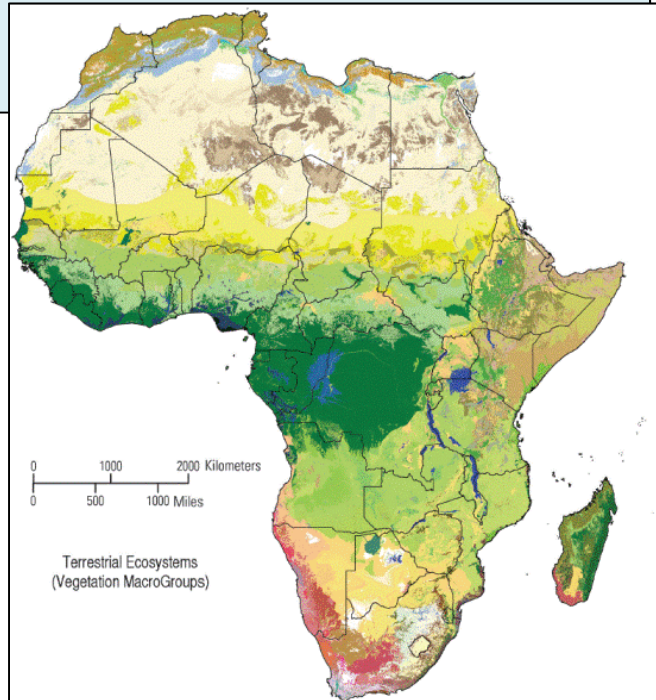 0 1000 2000 Kilometers
0 500 1000 Miles
Terrestrial Ecosystems
(Vegetation MacroGroups)